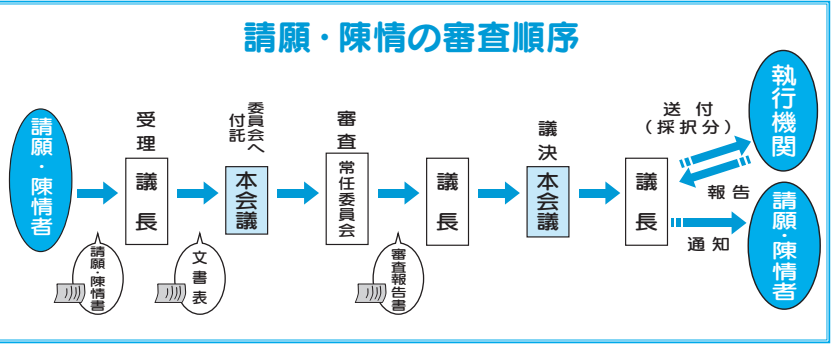 請願・陳情の審査順序
請願・陳情者
受理
議長
請願・陳情書
文書表
委員会へ
付託
本会議
審査
常任委員会
審査報告書
議長
議決
本会議
議長
送付
（採択分）
執行機関
報告
通知
請願・陳情者